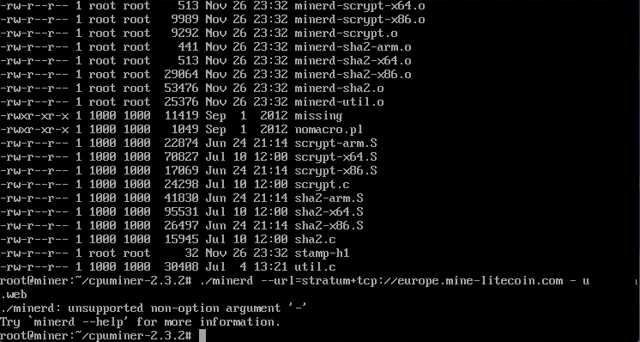 -rw-r--r-- 1 root root   513 Nov 26 23:32 minerd-scrypt-x64.o
-rw-r--r-- 1 root root  9989 Nov 26 23:32 minerd-scrypt-x86.o
-rw-r--r-- 1 root root  9292 Nov 26 23:32 minerd-scrypt.o
-rw-r--r-- 1 root root   441 Nov 26 23:32 minerd-sha2-arm.o
-rw-r--r-- 1 root root   513 Nov 26 23:32 minerd-sha2-x64.o
-rw-r--r-- 1 root root 29064 Nov 26 23:32 minerd-sha2-x86.o
-rw-r--r-- 1 root root 53476 Nov 26 23:32 minerd-sha2.o
-rw-r--r-- 1 root root 25376 Nov 26 23:32 minerd-util.o
-rwxr-xr-x 1 1000 1000 11419 Sep  1  2012 missing
-rwxr-xr-x 1 1000 1000  1049 Sep  1  2012 nomacro.pl
-rw-r--r-- 1 1000 1000 22874 Jun 24 21:14 scrypt-arm.S
-rw-r--r-- 1 1000 1000 70827 Jul 10 12:00 scrypt-x64.S
-rw-r--r-- 1 1000 1000 17069 Jun 24 21:14 scrypt-x86.S
-rw-r--r-- 1 1000 1000 24298 Jul 10 12:00 scrypt.c
-rw-r--r-- 1 1000 1000 41830 Jun 24 21:14 sha2-arm.S
-rw-r--r-- 1 1000 1000 95531 Jul 10 12:00 sha2-x64.S
-rw-r--r-- 1 1000 1000 26497 Jun 24 21:14 sha2-x86.S
-rw-r--r-- 1 1000 1000 15945 Jul 10 12:00 sha2.c
-rw-r--r-- 1 root root    32 Nov 26 23:32 stamp-h1
-rw-r--r-- 1 1000 1000 30408 Jul  4 13:21 util.c
root@miner:~/cpuminer-2.3.2# ./minerd --url=stratum+tcp://europe.mine-litecoin.com - u
.web
./minerd: unsupported non-option argument '-'
Try `minerd --help' for more information.
root@miner:~/cpuminer-2.3.2#